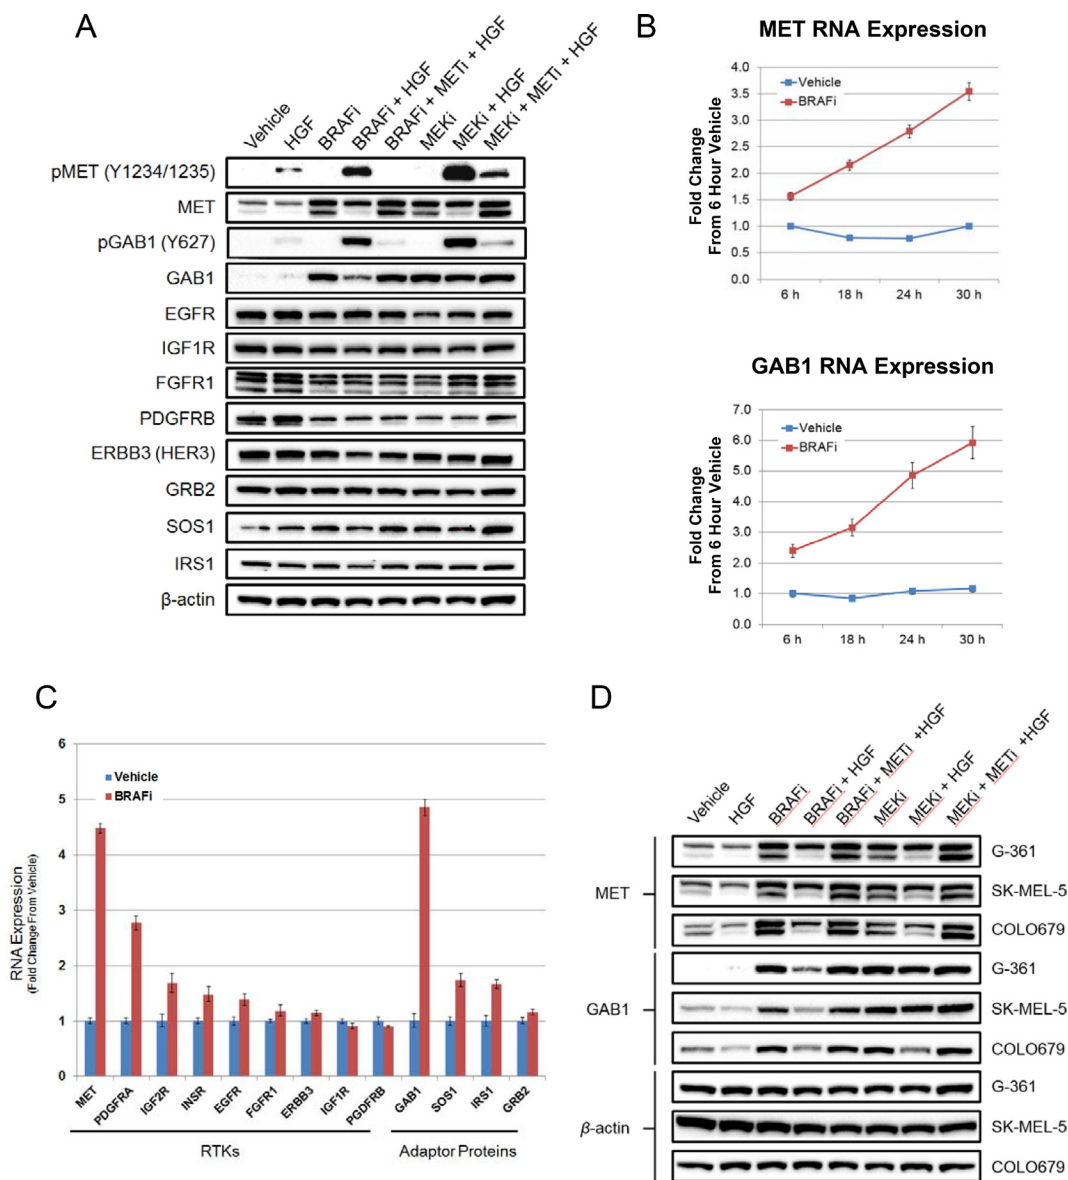 A
Vehicle
HGF
BRAFi
BRAFi + HGF
BRAFi + METi + HGF
MEKi
MEKi + HGF
MEKi + METi + HGF
pMET (Y1234/1235)
MET
pGAB1 (Y627)
GAB1
EGFR
IGF1R
FGFR1
PDGFRB
ERBB3 (HER3)
GRB2
SOS1
IRS1
β-actin
B
MET RNA Expression
Fold Change
From 6 Hour Vehicle
4.0
3.5
3.0
2.5
2.0
1.5
1.0
0.5
0.0
Vehicle
BRAFi
6 h
18 h
24 h
30 h
GAB1 RNA Expression
Fold Change
From 6 Hour Vehicle
7.0
6.0
5.0
4.0
3.0
2.0
1.0
0.0
Vehicle
BRAFi
6 h
18 h
24 h
30 h
C
RNA Expression
(Fold Change From Vehicle)
6
5
4
3
2
1
0
Vehicle
BRAFi
MET
PDGFRA
IGF2R
INSR
EGFR
FGFR1
ERBB3
IGF1R
PGDFRB
GAB1
SOS1
IRS1
GRB2
RTKs
Adaptor Proteins
D
Vehicle
HGF
BRAFi
BRAFi + HGF
BRAFi + METi +HGF
MEKi
MEKi + HGF
MEKi + METi +HGF
MET
G-361
SK-MEL-5
COLO679
GAB1
G-361
SK-MEL-5
COLO679
β-actin
G-361
SK-MEL-5
COLO679